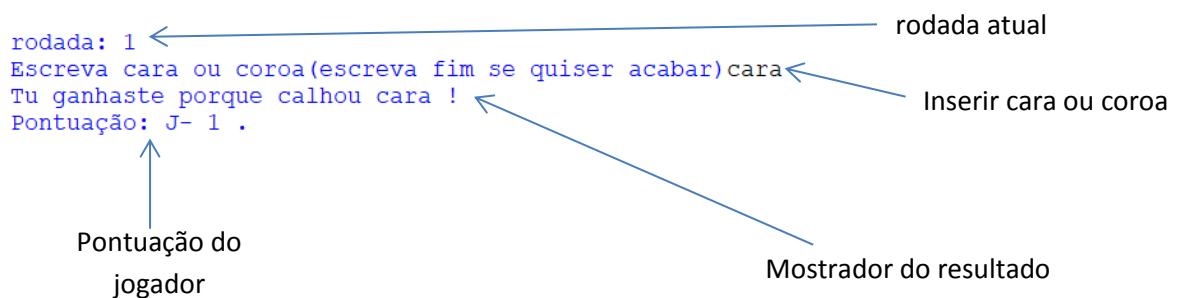 rodada atual
rodada: 1
Escreva cara ou coroa(escreva fim se quiser acabar)cara
Tu ganhaste porque calhou cara !
Inserir cara ou coroa
Pontuação: J- 1 .
Pontuação do
jogador
Mostrador do resultado